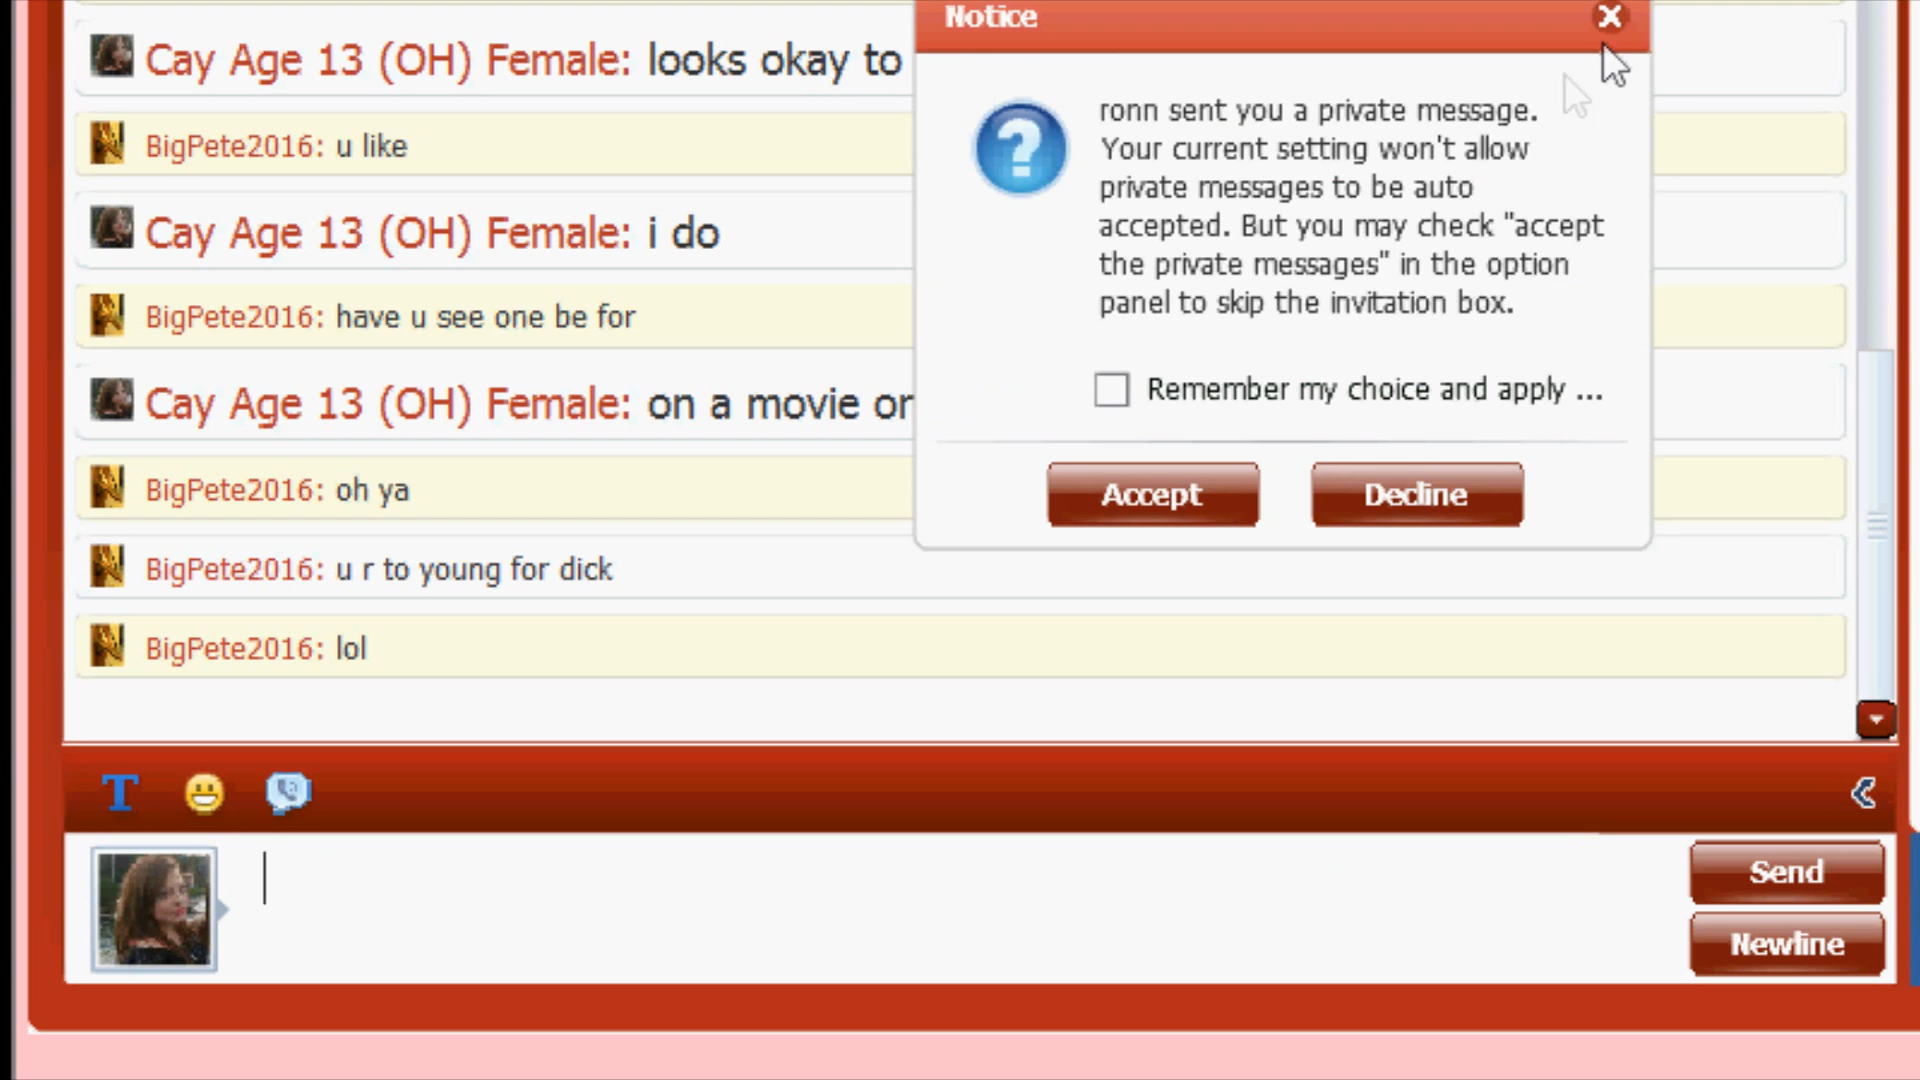 Notice
Cay Age 13 (OH) Female: looks okay to
ronn sent you a private message.
Your current setting won't allow
private messages to be auto
accepted. But you may check "accept
the private messages" in the option
panel to skip the invitation box.
Remember my choice and apply ...
Accept Decline
BigPete2016: u like
Cay Age 13 (OH) Female: i do
BigPete2016: have u see one be for
Cay Age 13 (OH) Female: on a movie or
BigPete2016: oh ya
BigPete2016: u r to young for dick
BigPete2016: lol
T
Send
Newline